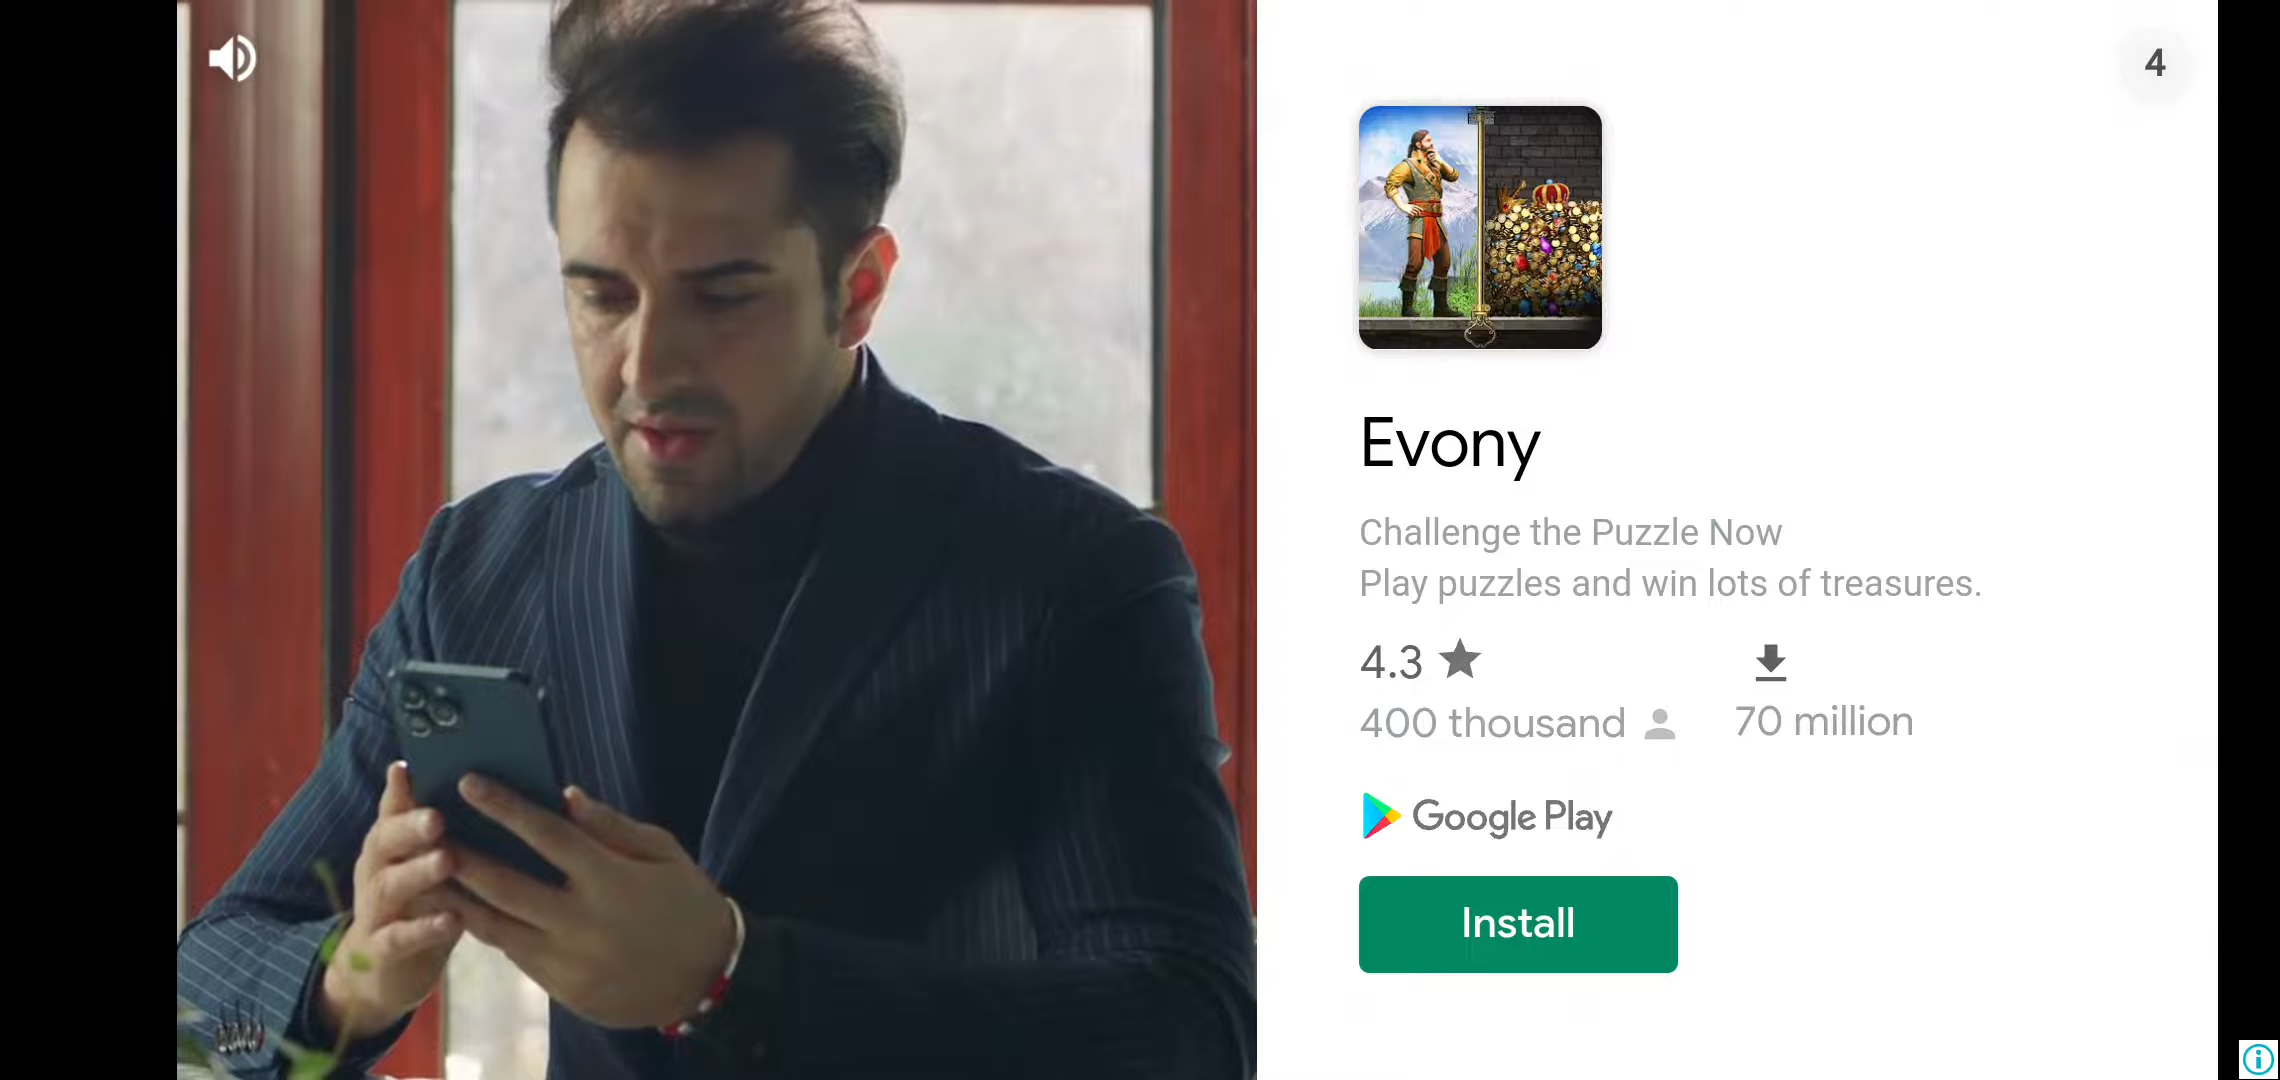 4
Evony
Challenge the Puzzle Now
Play puzzles and win lots of treasures.
4.3
400 thousand
70 million
Google Play
Install